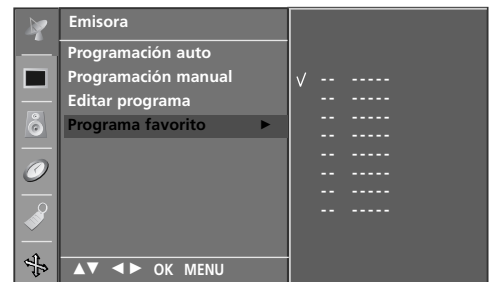 Emisora
Programación auto
Programación manual
Editar programa
Programa favorito ►
√ -- -----
-- -----
-- -----
-- -----
-- -----
-- -----
-- -----
-- -----
▲▼ ◄► OK MENU